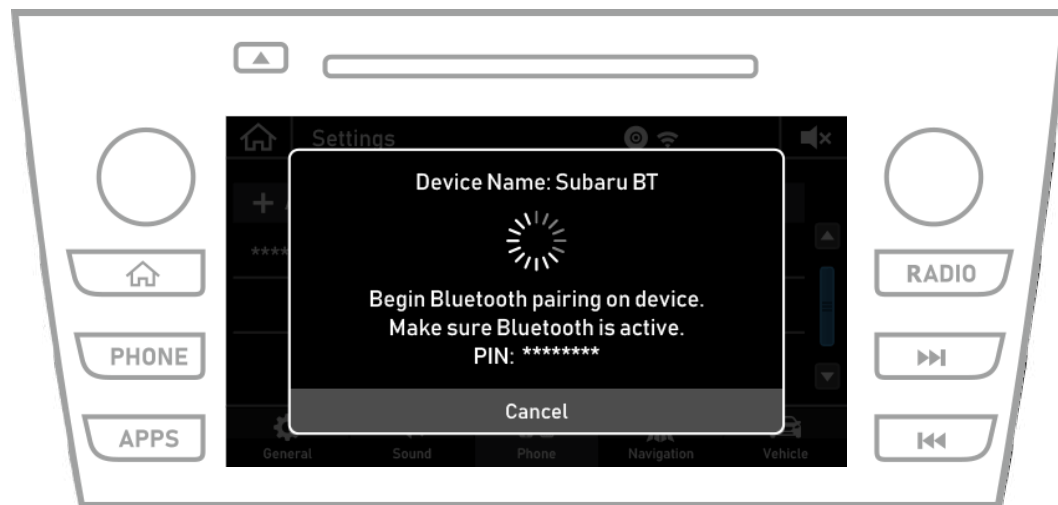 Settings
Device Name: Subaru BT
+ A
****
Begin Bluetooth pairing on device.
Make sure Bluetooth is active.
PIN: ********
Cancel
General Sound Phone Navigation Vehicle
RADIO
PHONE
APPS